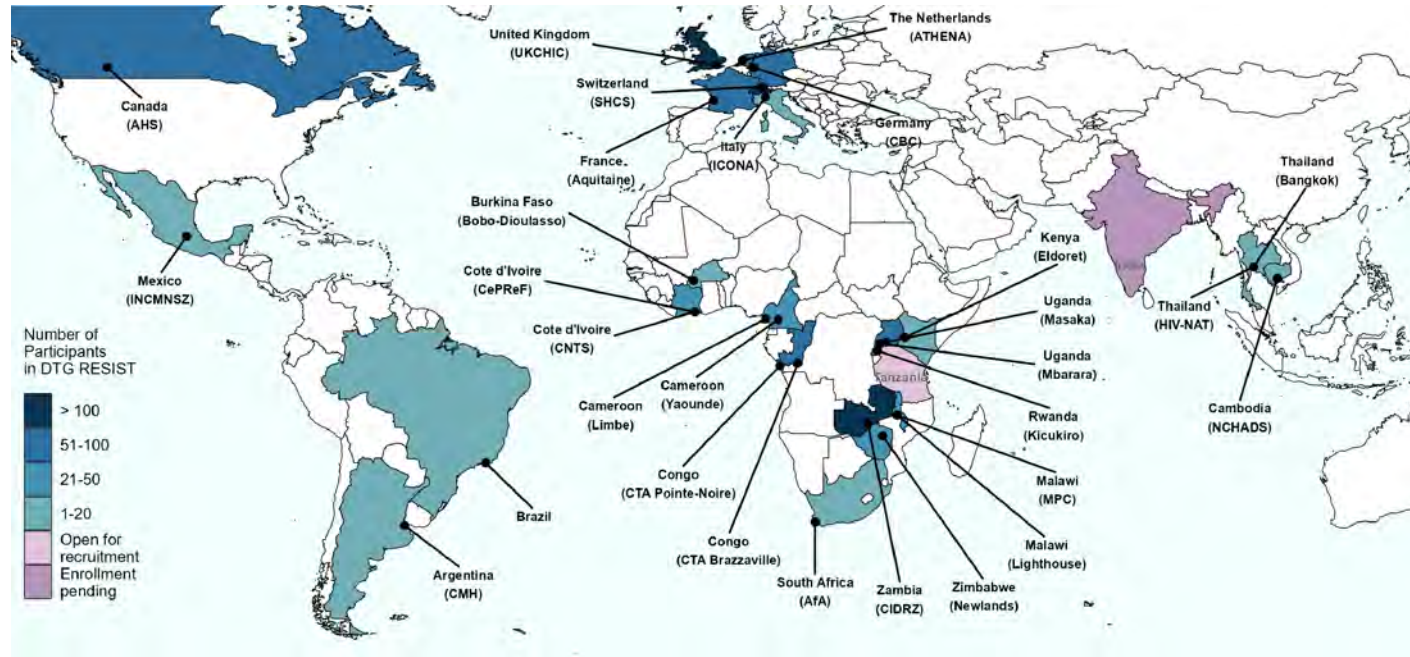 The Netherlands
(ATHENA)
United Kingdom
(UKCHIC)
Switzerland
(SHCS)
Canada
(AHS)
Germany
(CBC)
Italy
(ICONA)
France
(Aquitaine)
Thailand
(Bangkok)
Burkina Faso
(Bobo-Dioulasso)
Kenya
(Eldoret)
Mexico
(INCMNSZ)
Cote d'Ivoire
(CePReF)
Uganda
(Masaka)
Thailand
(HIV-NAT)
Cote d'Ivoire
(CNTS)
Uganda
(Mbarara)
Tanzania
Cameroon
(Yaounde)
Cameroon
(Limbe)
Rwanda
(Kicukiro)
Cambodia
(NCHADS)
Congo
(CTA Pointe-Noire)
Malawi
(MPC)
Brazil
Congo
(CTA Brazzaville)
Malawi
(Lighthouse)
Argentina
(CMH)
South Africa
(AfA)
Zambia
(CIDRZ)
Zimbabwe
(Newlands)
Number of
Participants
in DTG RESIST
> 100
51-100
21-50
1-20
Open for
recruitment
Enrollment
pending